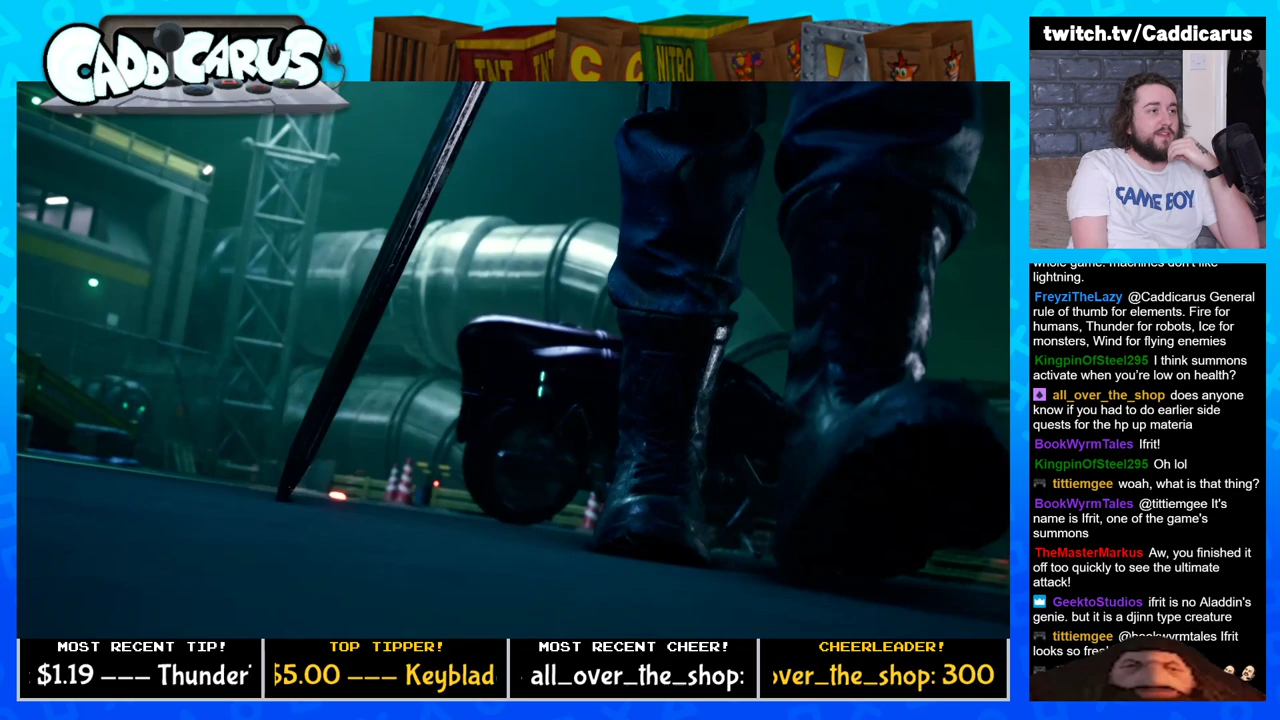 CADDICARUS
TNT
TNT
C
C
NITRO
twitch.tv/Caddicarus
GAME BOY
whole game. machines don't like
lightning.
FreyziTheLazy @Caddicarus General
rule of thumb for elements. Fire for
humans, Thunder for robots, Ice for
monsters, Wind for flying enemies
KingpinOfSteel295 I think summons
activate when you're low on health?
all_over_the_shop does anyone
know if you had to do earlier side
quests for the hp up materia
BookWyrmTales Ifrit!
KingpinOfSteel295 Oh lol
tittiemgee woah, what is that thing?
BookWyrmTales @tittiemgee It's
name is Ifrit, one of the game's
summons
TheMasterMarkus Aw, you finished it
off too quickly to see the ultimate
attack!
GeektoStudios ifrit is no Aladdin's
genie. but it is a djinn type creature
tittiemgee @bookwyrmtales Ifrit
looks so
MOST RECENT TIP!
$1.19 --- Thunder
TOP TIPPER!
$5.00 --- Keyblad
MOST RECENT CHEER!
all_over_the_shop:
CHEERLEADER!
over_the_shop: 300